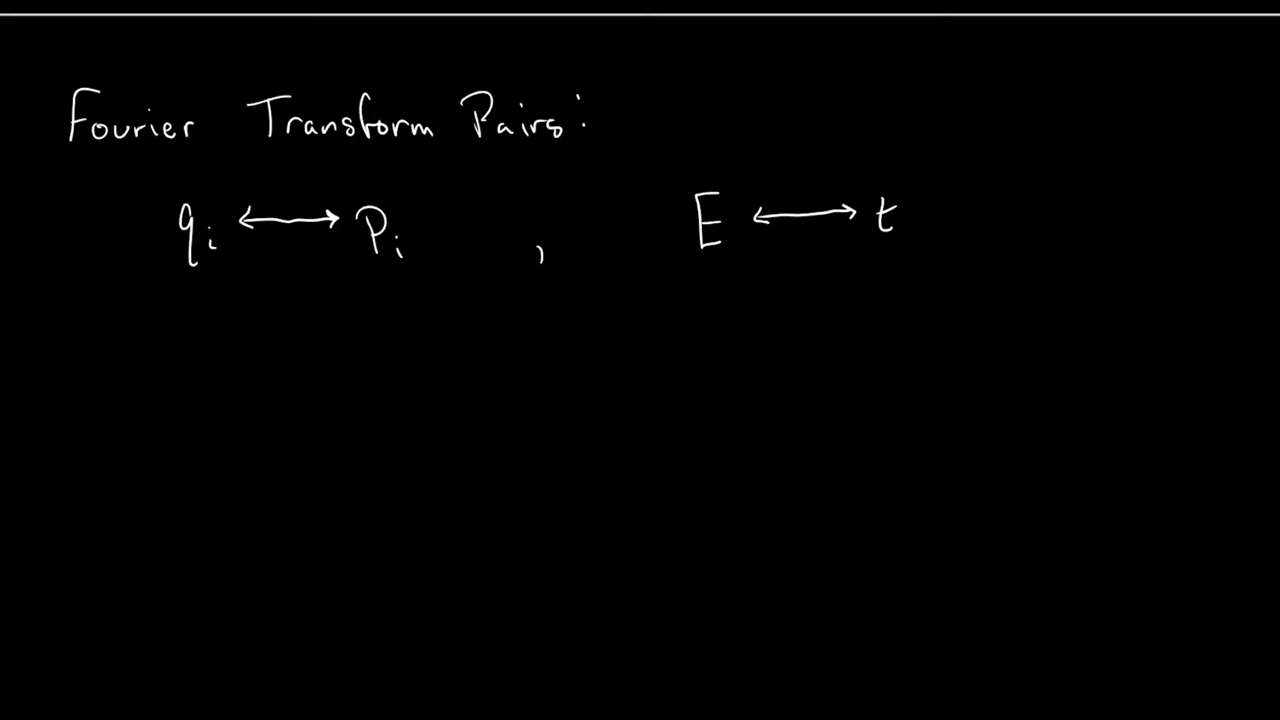 Fourier Transform Pairs:
qᵢ ⟷ Pᵢ , E ⟷ t